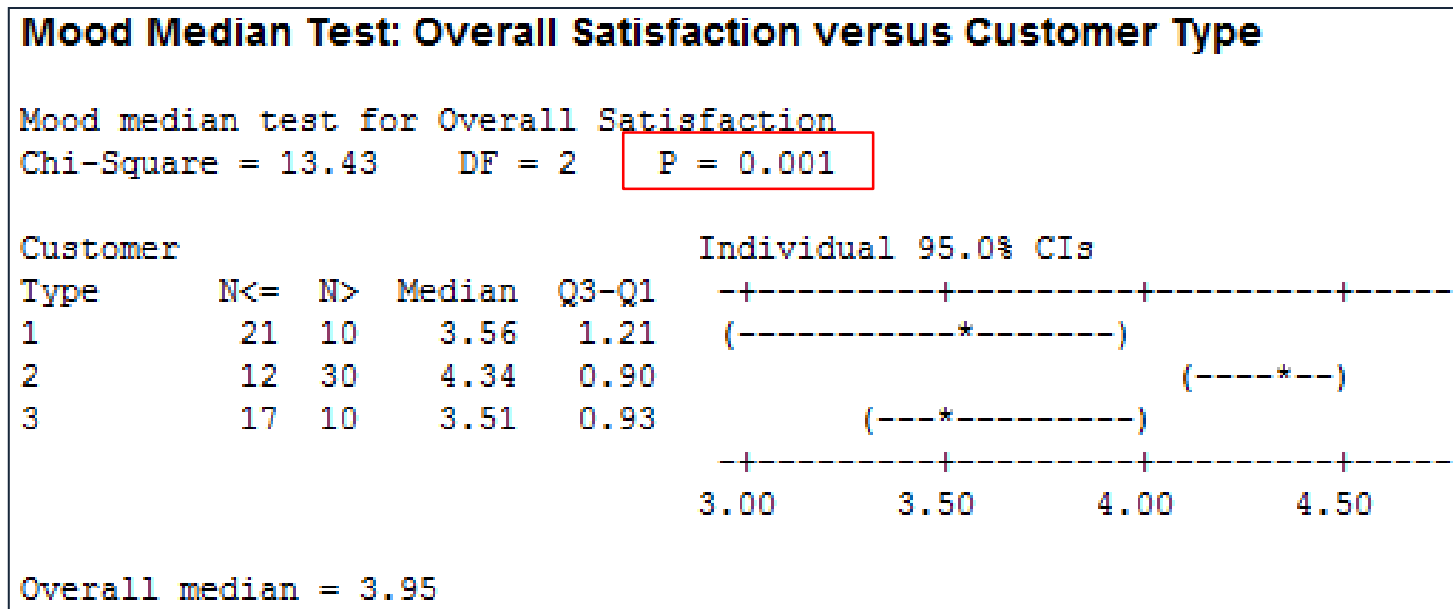 Mood Median Test: Overall Satisfaction versus Customer Type
Mood median test for Overall Satisfaction
Chi-Square = 13.43    DF = 2    P = 0.001
Customer                          Individual 95.0% CIs
Type      N<=  N>  Median  Q3-Q1   -+---------+---------+---------+-----
1          21  10    3.56   1.21   (-----------*-------)
2          12  30    4.34   0.90                          (----*--)
3          17  10    3.51   0.93          (---*----------)
                                   -+---------+---------+---------+-----
                                  3.00      3.50      4.00      4.50
Overall median = 3.95